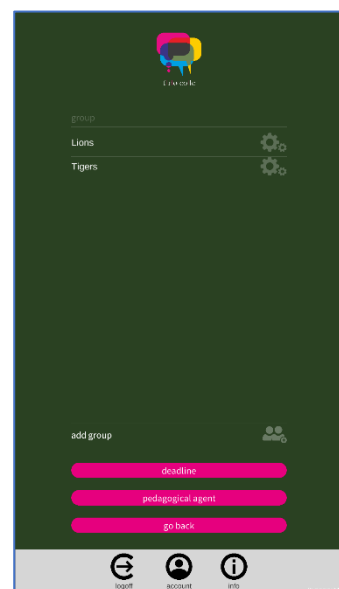 group
Lions
Tigers
add group
deadline
pedagogical agent
go back
logoff account info